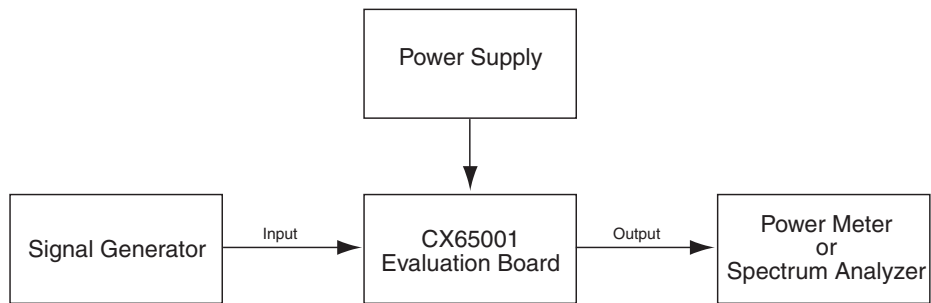 Power Supply
Signal Generator
Input
CX65001
Evaluation Board
Output
Power Meter
or
Spectrum Analyzer